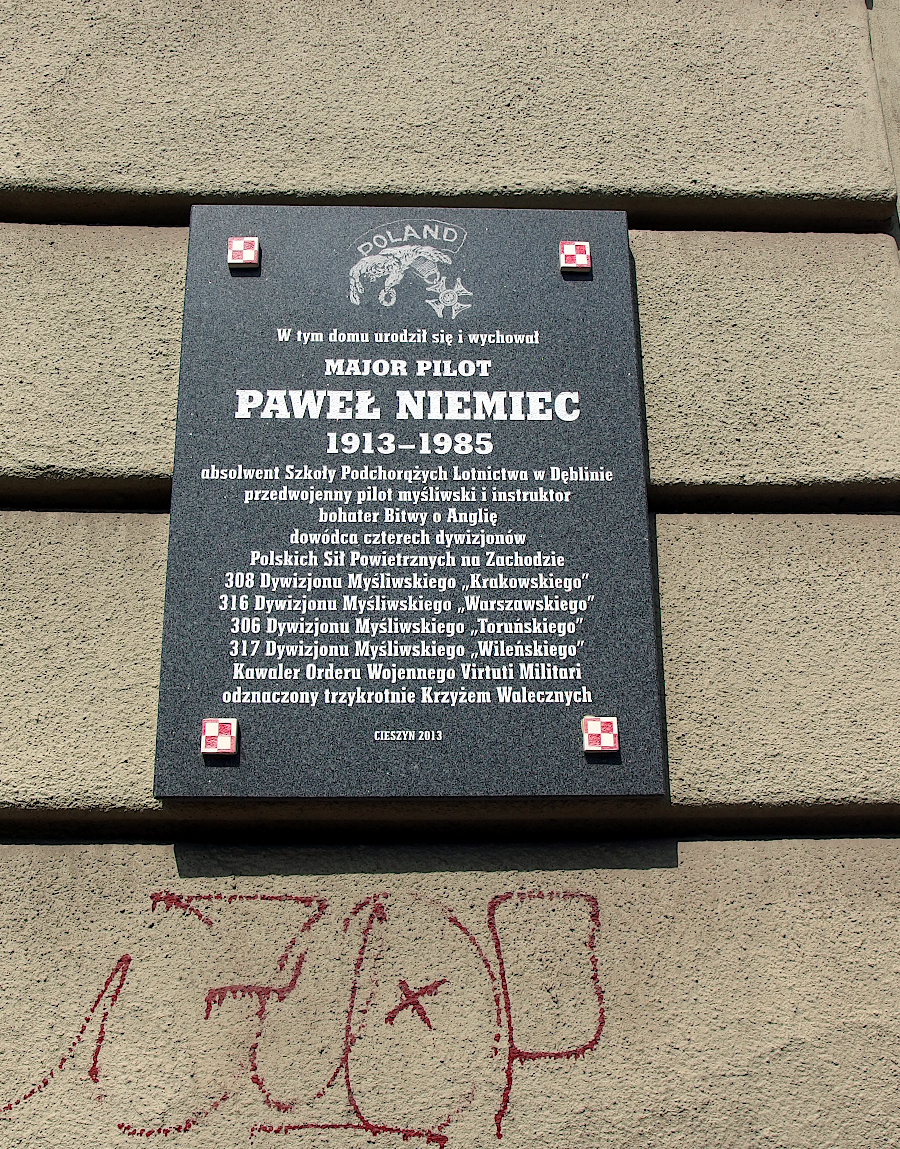 POLAND
W tym domu urodził się i wychował
MAJOR PILOT
PAWEŁ NIEMIEC
1913–1985
absolwent Szkoły Podchorążych Lotnictwa w Dęblinie
przedwojenny pilot myśliwski i instruktor
bohater Bitwy o Anglię
dowódca czterech dywizjonów
Polskich Sił Powietrznych na Zachodzie
308 Dywizjonu Myśliwskiego „Krakowskiego”
316 Dywizjonu Myśliwskiego „Warszawskiego”
306 Dywizjonu Myśliwskiego „Toruńskiego”
317 Dywizjonu Myśliwskiego „Wileńskiego”
Kawaler Orderu Wojennego Virtuti Militari
odznaczony trzykrotnie Krzyżem Walecznych
CIESZYN 2013